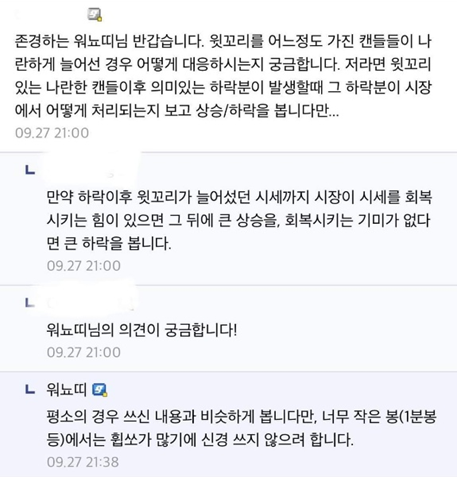 존경하는 워뇨띠님 반갑습니다. 윗꼬리를 어느정도 가진 캔들들이 나
란하게 늘어선 경우 어떻게 대응하시는지 궁금합니다. 저라면 윗꼬리
있는 나란한 캔들이후 의미있는 하락분이 발생할때 그 하락분이 시장
에서 어떻게 처리되는지 보고 상승/하락을 봅니다만...
09.27 21:00
만약 하락이후 윗꼬리가 늘어섰던 시세까지 시장이 시세를 회복
시키는 힘이 있으면 그 뒤에 큰 상승을, 회복시키는 기미가 없다
면 큰 하락을 봅니다.
09.27 21:00
워뇨띠님의 의견이 궁금합니다!
09.27 21:00
워뇨띠
평소의 경우 쓰신 내용과 비슷하게 봅니다만, 너무 작은 봉(1분봉
등)에서는 휩쏘가 많기에 신경 쓰지 않으려 합니다.
09.27 21:38